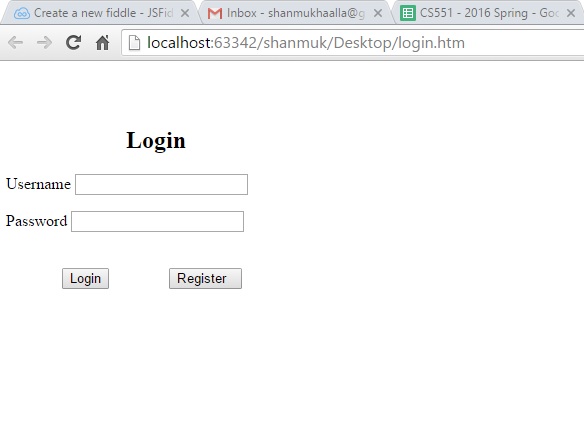 Create a new fiddle - JSFid
Inbox - shanmukhaalla@g
CS551 - 2016 Spring - Goo
localhost:63342/shanmuk/Desktop/login.htm
Login
Username
Password
Login Register